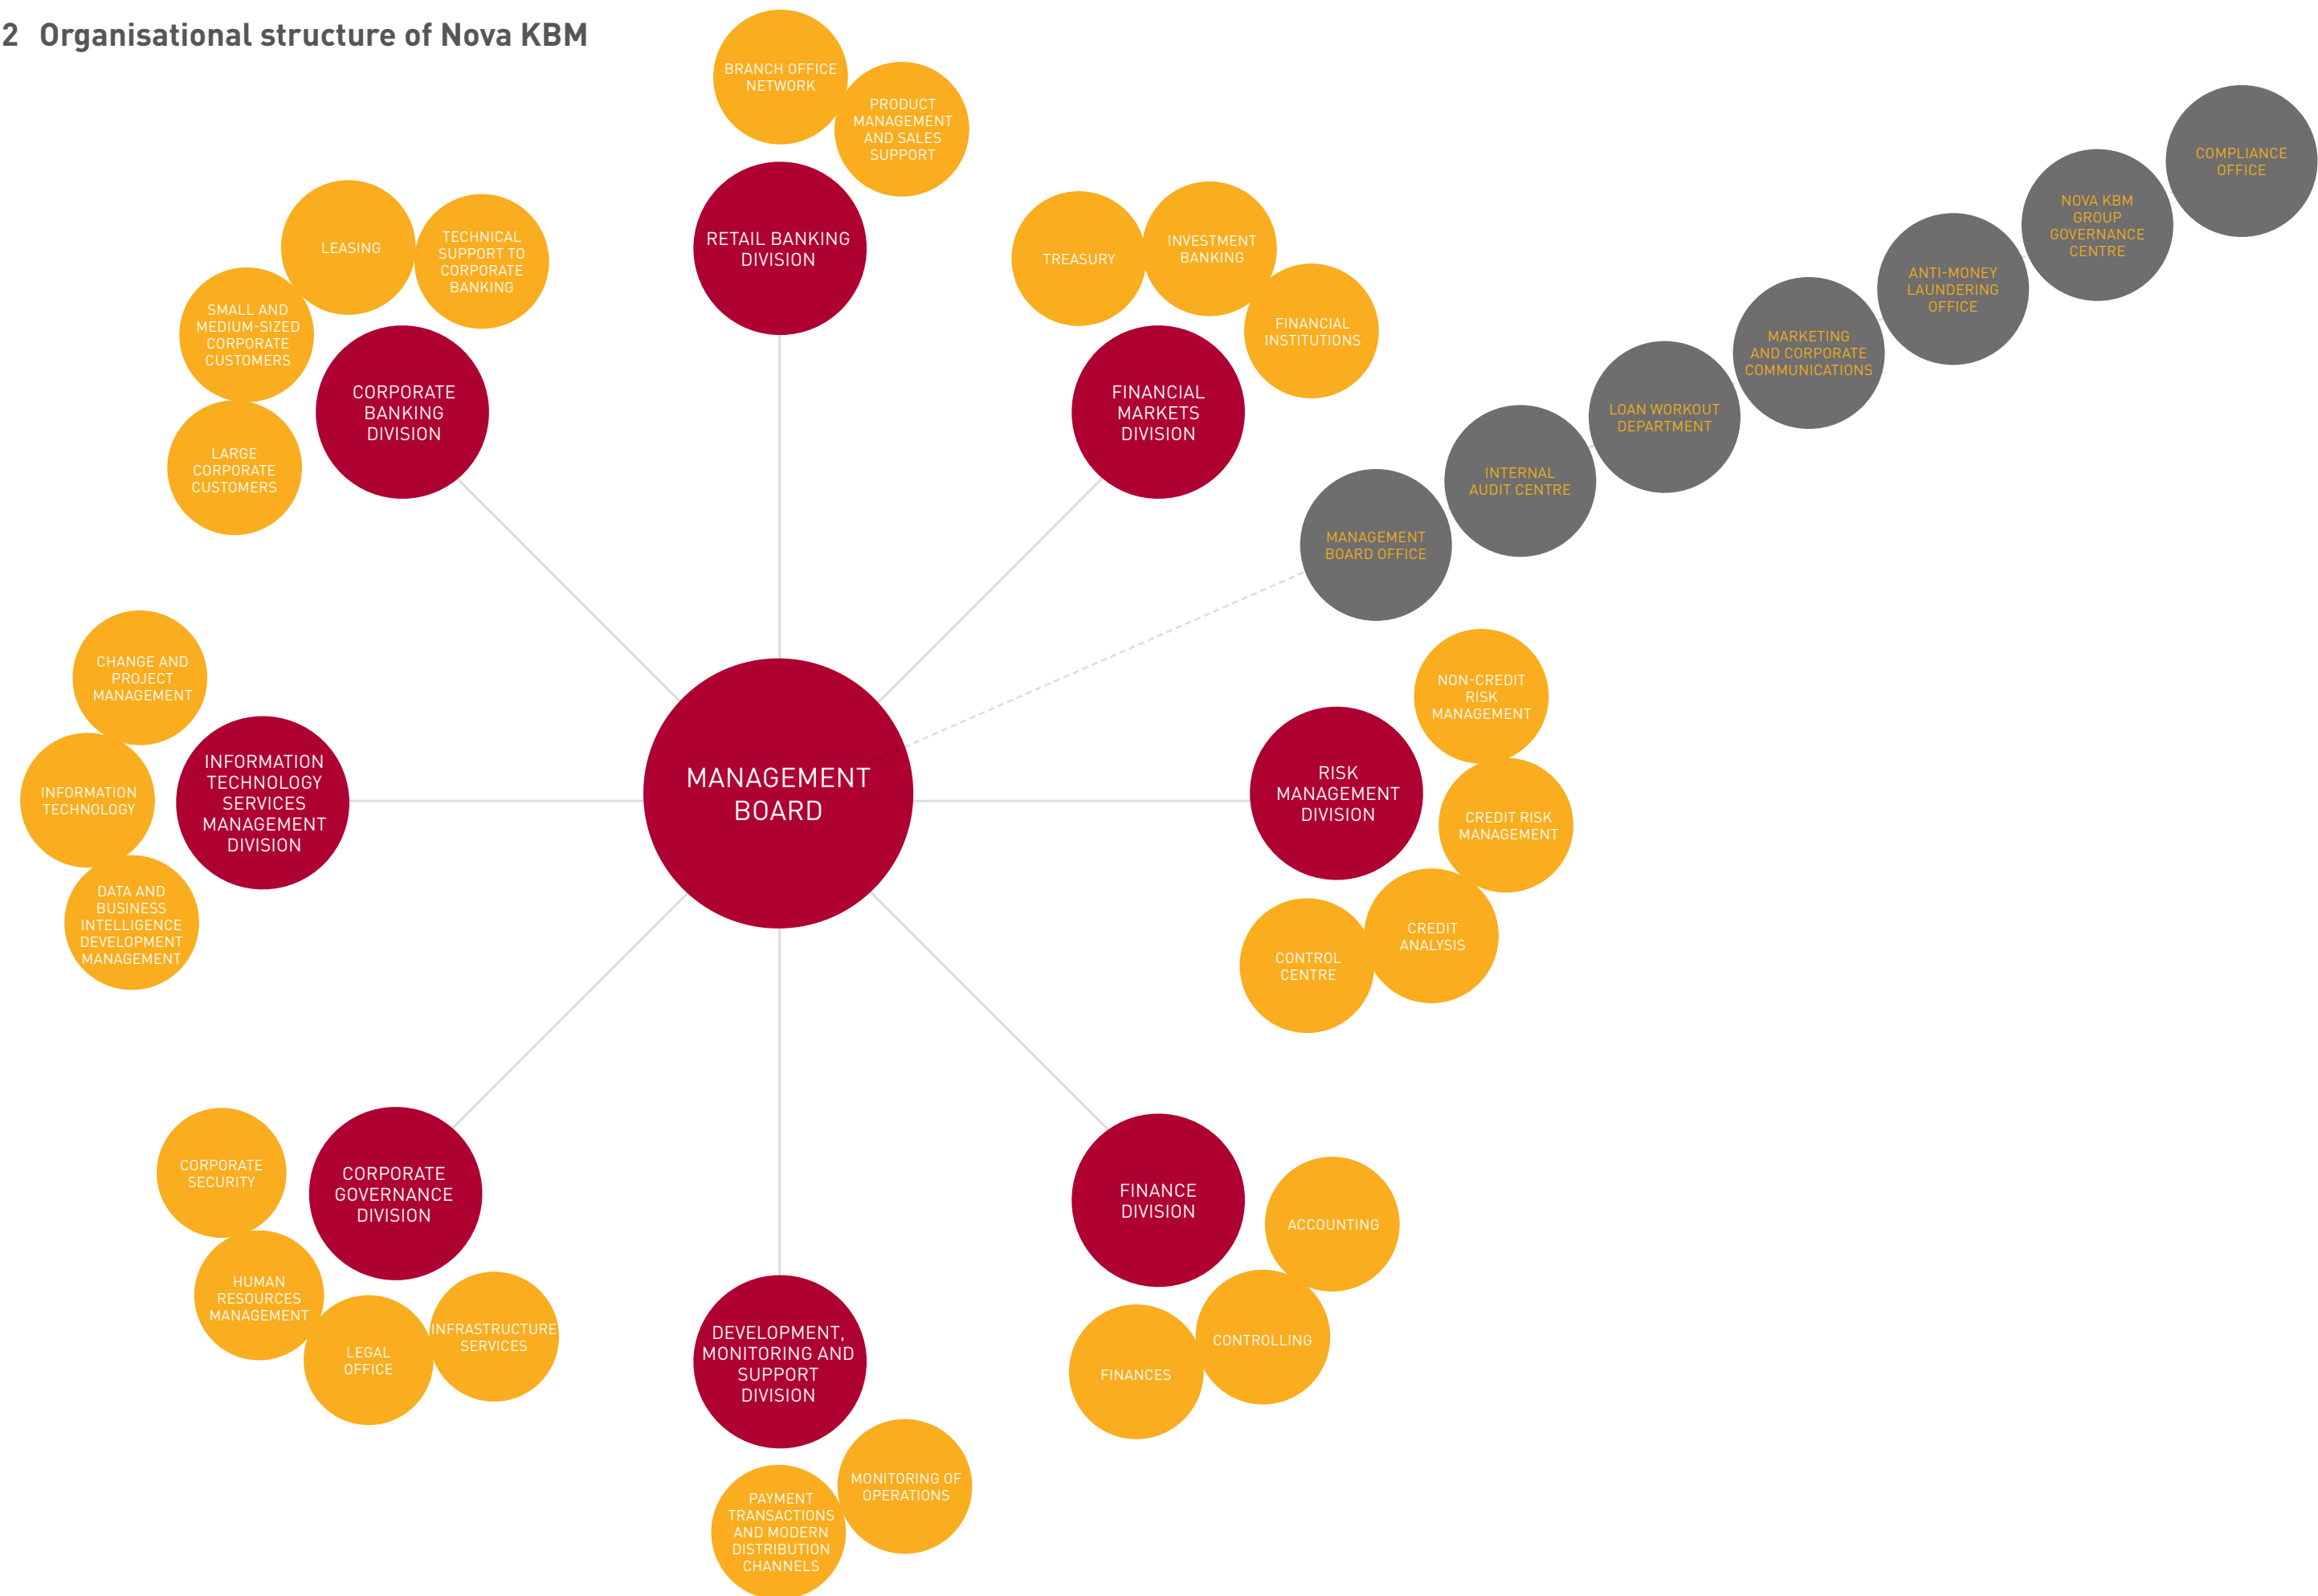 2 Organisational structure of Nova KBM
BRANCH OFFICE
NETWORK
PRODUCT
MANAGEMENT
AND SALES
SUPPORT
RETAIL BANKING
DIVISION
LEASING
TECHNICAL
SUPPORT TO
CORPORATE
BANKING
SMALL AND
MEDIUM-SIZED
CORPORATE
CUSTOMERS
LARGE
CORPORATE
CUSTOMERS
CORPORATE
BANKING
DIVISION
TREASURY
INVESTMENT
BANKING
FINANCIAL
INSTITUTIONS
FINANCIAL
MARKETS
DIVISION
COMPLIANCE
OFFICE
NOVA KBM
GROUP
GOVERNANCE
CENTRE
ANTI-MONEY
LAUNDERING
OFFICE
MARKETING
AND CORPORATE
COMMUNICATIONS
LOAN WORKOUT
DEPARTMENT
INTERNAL
AUDIT CENTRE
MANAGEMENT
BOARD OFFICE
CHANGE AND
PROJECT
MANAGEMENT
INFORMATION
TECHNOLOGY
DATA AND
BUSINESS
INTELLIGENCE
DEVELOPMENT
MANAGEMENT
INFORMATION
TECHNOLOGY
SERVICES
MANAGEMENT
DIVISION
MANAGEMENT
BOARD
RISK
MANAGEMENT
DIVISION
NON-CREDIT
RISK
MANAGEMENT
CREDIT RISK
MANAGEMENT
CREDIT
ANALYSIS
CONTROL
CENTRE
CORPORATE
SECURITY
HUMAN
RESOURCES
MANAGEMENT
LEGAL
OFFICE
INFRASTRUCTURE
SERVICES
CORPORATE
GOVERNANCE
DIVISION
DEVELOPMENT,
MONITORING AND
SUPPORT
DIVISION
PAYMENT
TRANSACTIONS
AND MODERN
DISTRIBUTION
CHANNELS
MONITORING OF
OPERATIONS
FINANCE
DIVISION
ACCOUNTING
CONTROLLING
FINANCES